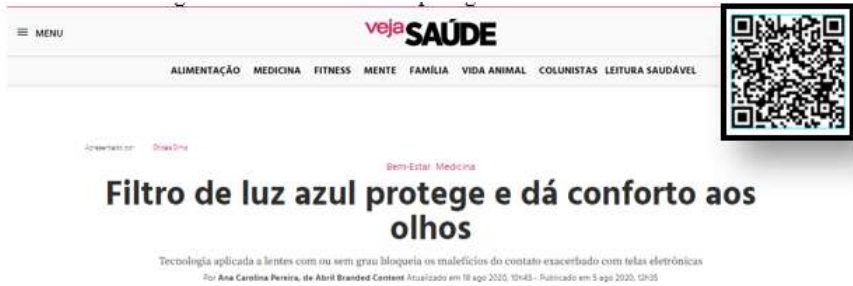 MENU
veja SAÚDE
ALIMENTAÇÃO MEDICINA FITNESS MENTE FAMÍLIA VIDA ANIMAL COLUNISTAS LEITURA SAUDÁVEL
Apresentado por
Bem-Estar Medicina
Filtro de luz azul protege e dá conforto aos
olhos
Tecnologia aplicada a lentes com ou sem grau bloqueia os malefícios do contato exacerbado com telas eletrônicas
Por Ana Carolina Pereira, de Abril Branded Content Atualizado em 18 ago 2020, 10h43 - Publicado em 5 ago 2020, 12h35